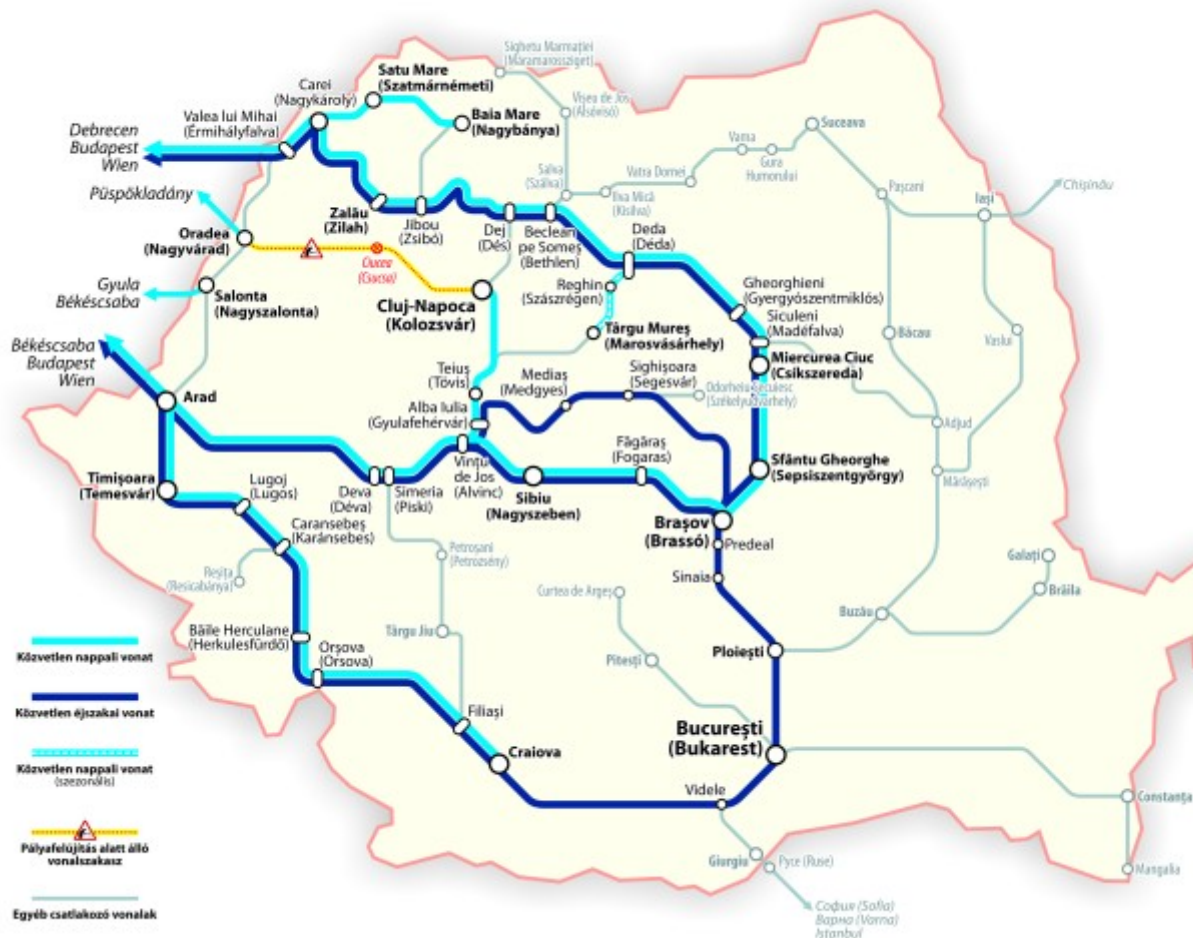 Sighetu Marmației
(Máramarossziget)
Satu Mare
(Szatmárnémeti)
Carei
(Nagykároly)
Vișeu de Jos
(Alsóvisó)
Baia Mare
(Nagybánya)
Valea lui Mihai
(Érmihályfalva)
Debrecen
Budapest
Wien
Suceava
Vama
Gura
Humorului
Salva
(Szálva)
Vatra Dornei
Ilva Mică
(Kisilva)
Pașcani
Iași
Chișinău
Püspökladány
Zalău
(Zilah)
Jibou
(Zsibó)
Dej
(Dés)
Beclean
pe Someș
(Bethlen)
Deda
(Déda)
Oradea
(Nagyvárad)
Ciucea
(Csucsa)
Gyula
Békéscsaba
Salonta
(Nagyszalonta)
Cluj-Napoca
(Kolozsvár)
Reghin
(Szászrégen)
Gheorghieni
(Gyergyószentmiklós)
Siculeni
(Madéfalva)
Târgu Mureș
(Marosvásárhely)
Băcau
Vaslui
Békéscsaba
Budapest
Wien
Miercurea Ciuc
(Csíkszereda)
Teiuș
(Tövis)
Mediaș
(Medgyes)
Sighișoara
(Segesvár)
Odorheiu Secuiesc
(Székelyudvarhely)
Arad
Alba Iulia
(Gyulafehérvár)
Adjud
Făgăraș
(Fogaras)
Sfântu Gheorghe
(Sepsiszentgyörgy)
Mărășești
Timișoara
(Temesvár)
Lugoj
(Lugos)
Deva
(Déva)
Simeria
(Piski)
Vințu
de Jos
(Alvinc)
Sibiu
(Nagyszeben)
Brașov
(Brassó)
Caransebeș
(Karánsebes)
Predeal
Petroșani
(Petrozsény)
Reșița
(Resicabánya)
Sinaia
Galați
Brăila
Curtea de Argeș
Buzău
Băile Herculane
(Herkulesfürdő)
Târgu Jiu
Orșova
(Orsova)
Pitești
Ploiești
Közvetlen nappali vonat
Filiași
Közvetlen éjszakai vonat
București
(Bukarest)
Craiova
Közvetlen nappali vonat
(szezonális)
Videle
Constanța
Pályafelújítás alatt álló
vonalszakasz
Giurgiu
Русе (Ruse)
Mangalia
Egyéb csatlakozó vonalak
София (Sofia)
Варна (Varna)
Istanbul